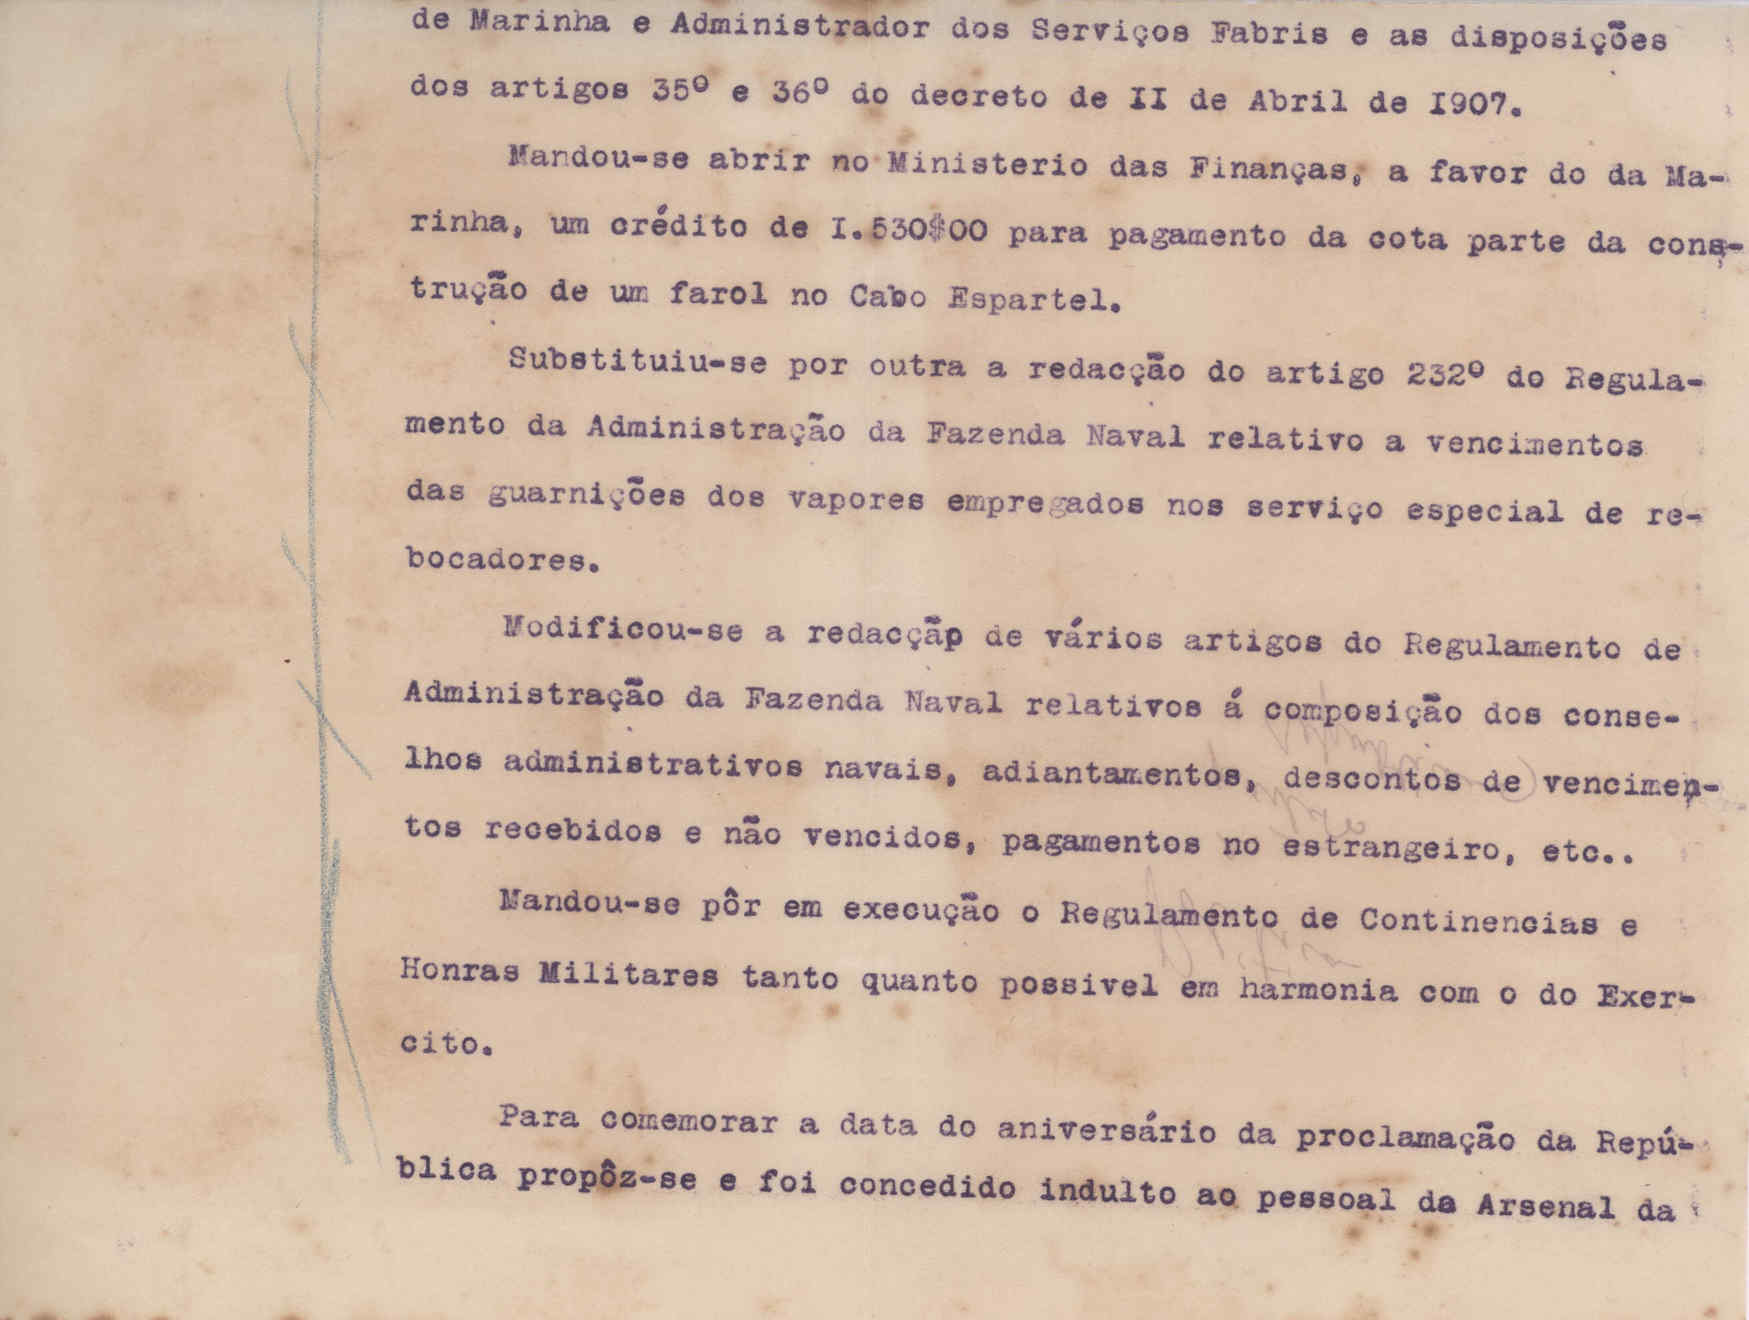 de Marinha e Administrador dos Serviços Fabris e as disposições
dos artigos 35º e 36º do decreto de II de Abril de I907.
Mandou-se abrir no Ministerio das Finanças, a favor do da Ma-
rinha, um crédito de I.530$00 para pagamento da cota parte da cons-
trução de um farol no Cabo Espartel.
Substituiu-se por outra a redacção do artigo 232º do Regula-
mento da Administração da Fazenda Naval relativo a vencimentos
das guarnições dos vapores empregados nos serviço especial de re-
bocadores.
Modificou-se a redacçãp de vários artigos do Regulamento de
Administração da Fazenda Naval relativos á composição dos conse-
lhos administrativos navais, adiantamentos, descontos de vencimen-
tos recebidos e não vencidos, pagamentos no estrangeiro, etc..
Mandou-se pôr em execução o Regulamento de Continencias e
Honras Militares tanto quanto possivel em harmonia com o do Exer-
cito.
Para comemorar a data do aniversário da proclamação da Repú-
blica propôz-se e foi concedido indulto ao pessoal da Arsenal da